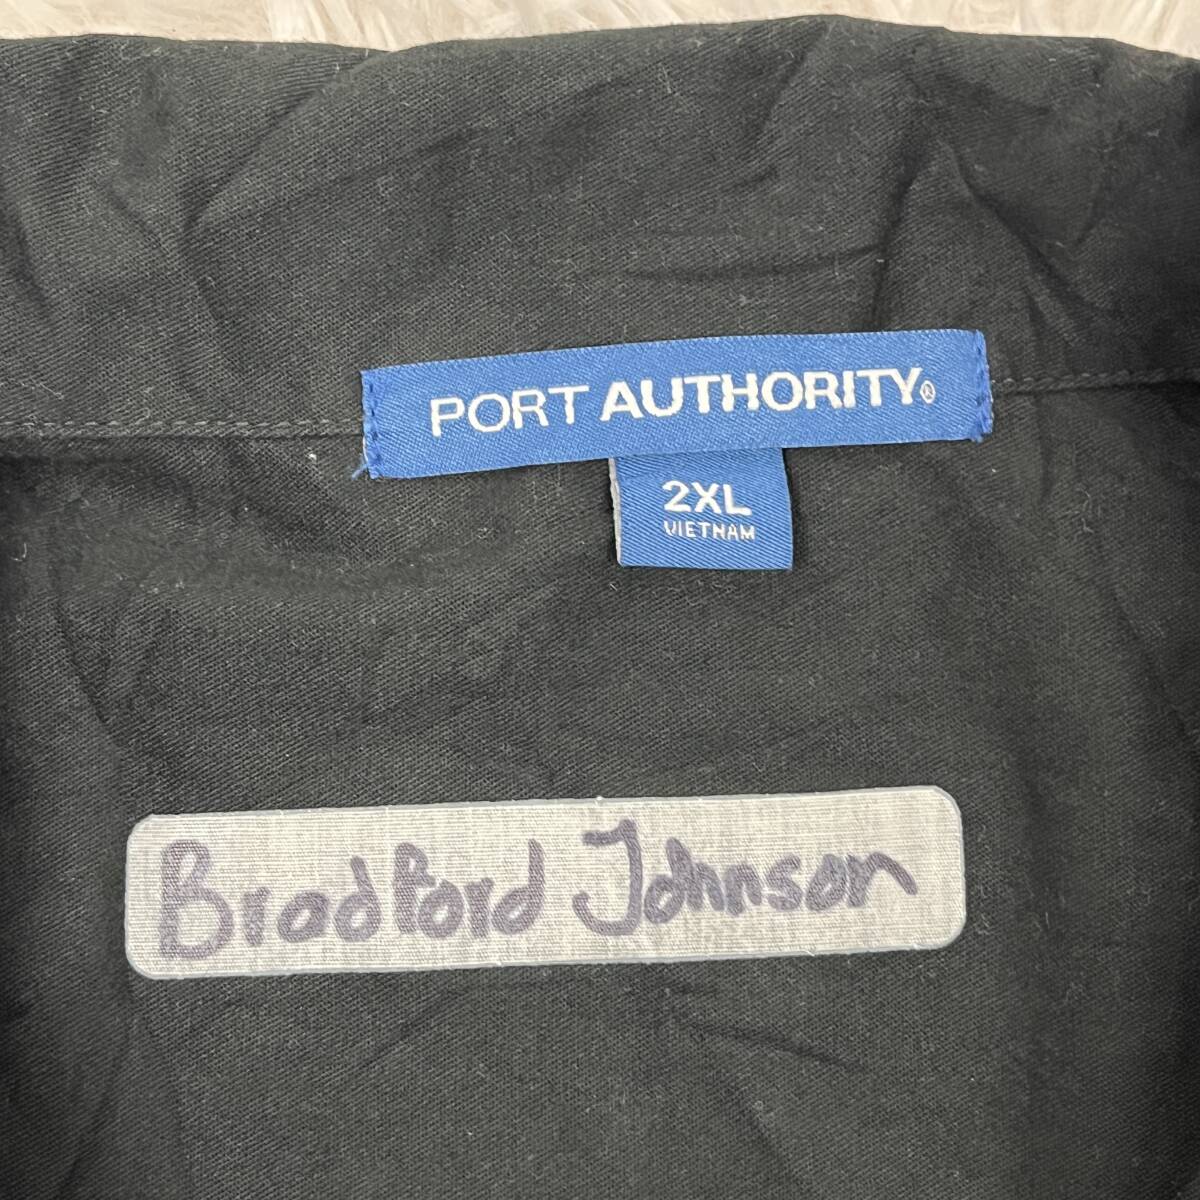 PORT AUTHORITY®
2XL
VIETNAM
Bradford Johnson